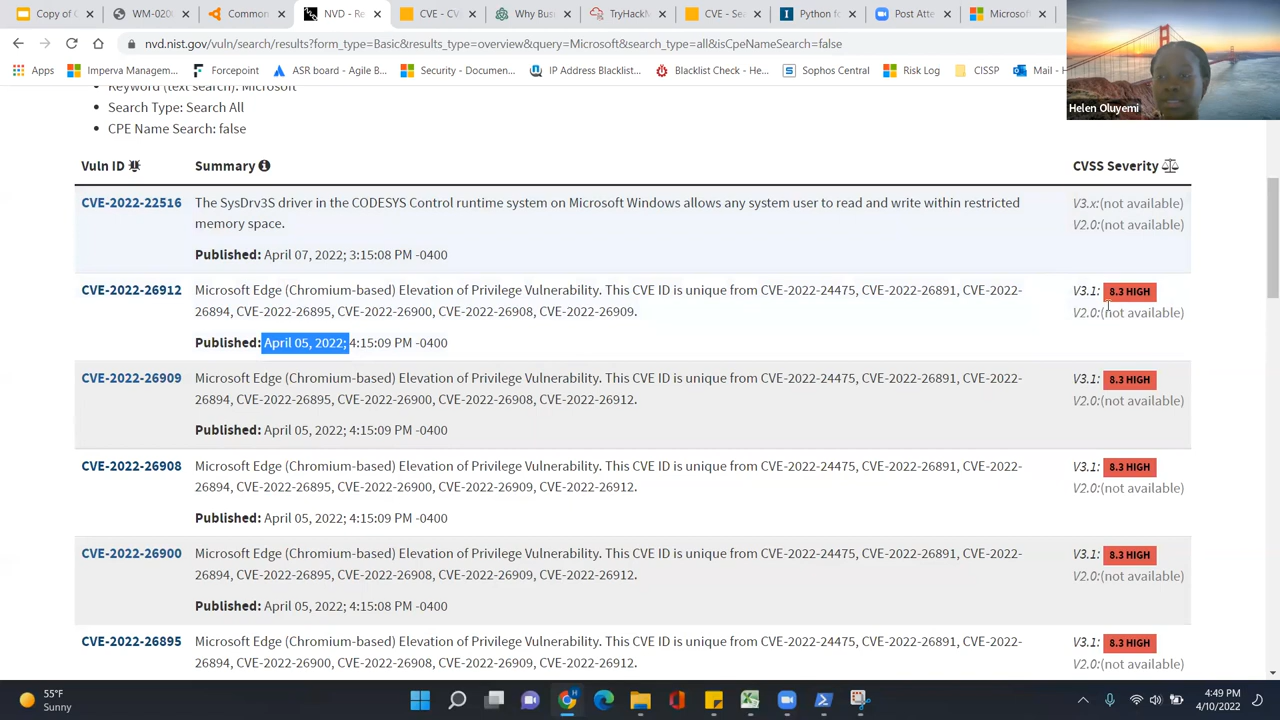 Copy of C
WM-020(
Common
NVD - Re
CVE - CV
Why Bus
TryHackM
CVE - Sea
Python fo
Post Atte
Microsof
nvd.nist.gov/vuln/search/results?form_type=Basic&results_type=overview&query=Microsoft&search_type=all&isCpeNameSearch=false
Apps
Imperva Managem...
Forcepoint
ASR board - Agile B...
Security - Documen...
IP Address Blacklist...
Blacklist Check - He...
Sophos Central
Risk Log
CISSP
Mail - H
Helen Oluyemi
Keyword (text search): Microsoft
Search Type: Search All
CPE Name Search: false
Vuln ID Summary CVSS Severity
CVE-2022-22516
The SysDrv3S driver in the CODESYS Control runtime system on Microsoft Windows allows any system user to read and write within restricted
memory space.
Published: April 07, 2022; 3:15:08 PM -0400
V3.x:(not available)
V2.0:(not available)
CVE-2022-26912
Microsoft Edge (Chromium-based) Elevation of Privilege Vulnerability. This CVE ID is unique from CVE-2022-24475, CVE-2022-26891, CVE-2022-
26894, CVE-2022-26895, CVE-2022-26900, CVE-2022-26908, CVE-2022-26909.
Published: April 05, 2022; 4:15:09 PM -0400
V3.1: 8.3 HIGH
V2.0:(not available)
CVE-2022-26909
Microsoft Edge (Chromium-based) Elevation of Privilege Vulnerability. This CVE ID is unique from CVE-2022-24475, CVE-2022-26891, CVE-2022-
26894, CVE-2022-26895, CVE-2022-26900, CVE-2022-26908, CVE-2022-26912.
Published: April 05, 2022; 4:15:09 PM -0400
V3.1: 8.3 HIGH
V2.0:(not available)
CVE-2022-26908
Microsoft Edge (Chromium-based) Elevation of Privilege Vulnerability. This CVE ID is unique from CVE-2022-24475, CVE-2022-26891, CVE-2022-
26894, CVE-2022-26895, CVE-2022-26900, CVE-2022-26909, CVE-2022-26912.
Published: April 05, 2022; 4:15:09 PM -0400
V3.1: 8.3 HIGH
V2.0:(not available)
CVE-2022-26900
Microsoft Edge (Chromium-based) Elevation of Privilege Vulnerability. This CVE ID is unique from CVE-2022-24475, CVE-2022-26891, CVE-2022-
26894, CVE-2022-26895, CVE-2022-26908, CVE-2022-26909, CVE-2022-26912.
Published: April 05, 2022; 4:15:08 PM -0400
V3.1: 8.3 HIGH
V2.0:(not available)
CVE-2022-26895
Microsoft Edge (Chromium-based) Elevation of Privilege Vulnerability. This CVE ID is unique from CVE-2022-24475, CVE-2022-26891, CVE-2022-
26894, CVE-2022-26900, CVE-2022-26908, CVE-2022-26909, CVE-2022-26912.
V3.1: 8.3 HIGH
V2.0:(not available)
55°F
Sunny
4:49 PM
4/10/2022